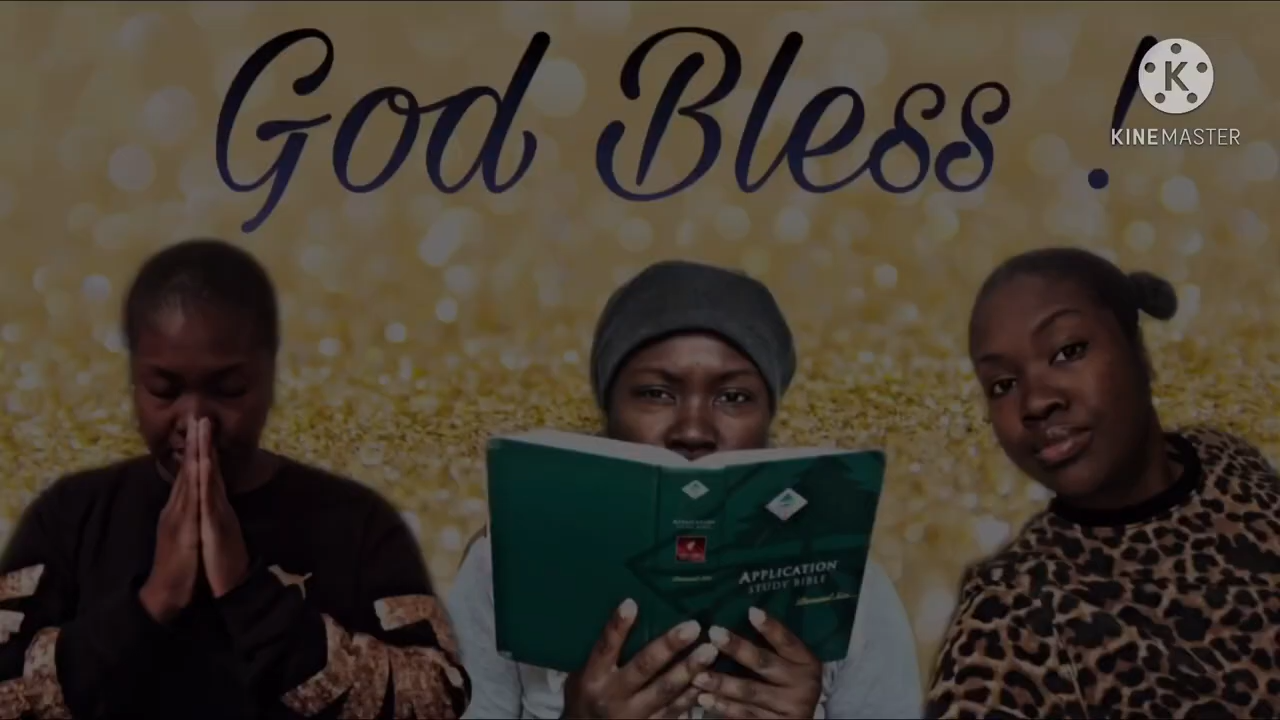 God Bless !
K
KINEMASTER
APPLICATION
STUDY BIBLE